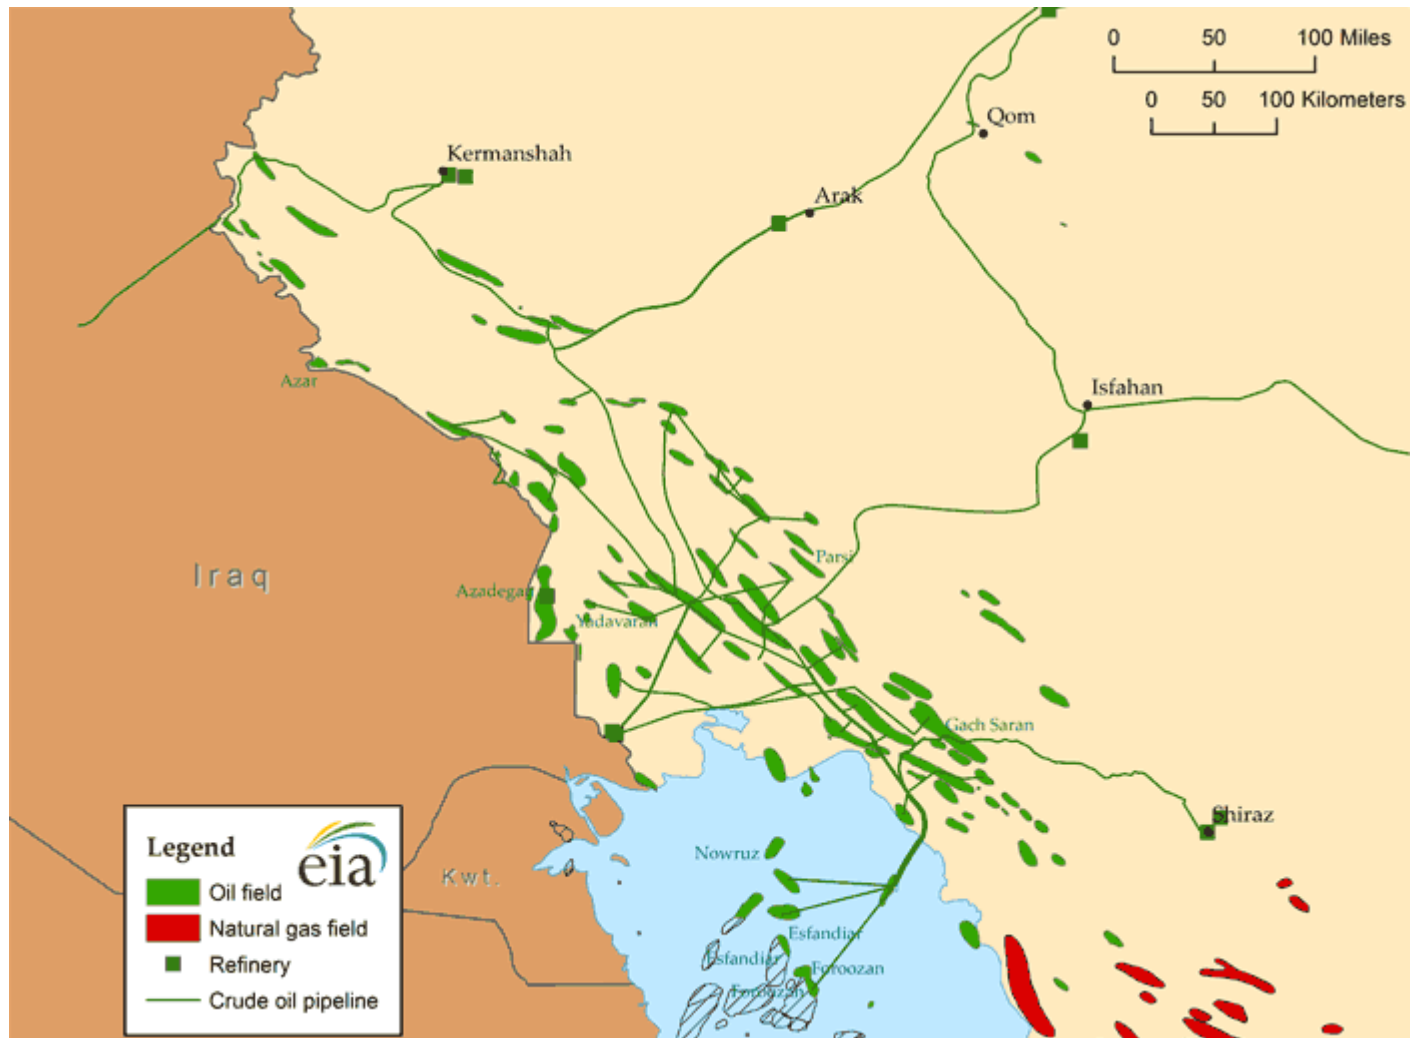 0 50 100 Miles
0 50 100 Kilometers
Qom
Kermanshah
Arak
Azar
Isfahan
Parsi
Iraq
Azadegan
Yadavaran
Gach Saran
Shiraz
Nowruz
Kwt.
Esfandiar
Esfandiar
Foroozan
Foroozan
Legend
eia
Oil field
Natural gas field
Refinery
Crude oil pipeline